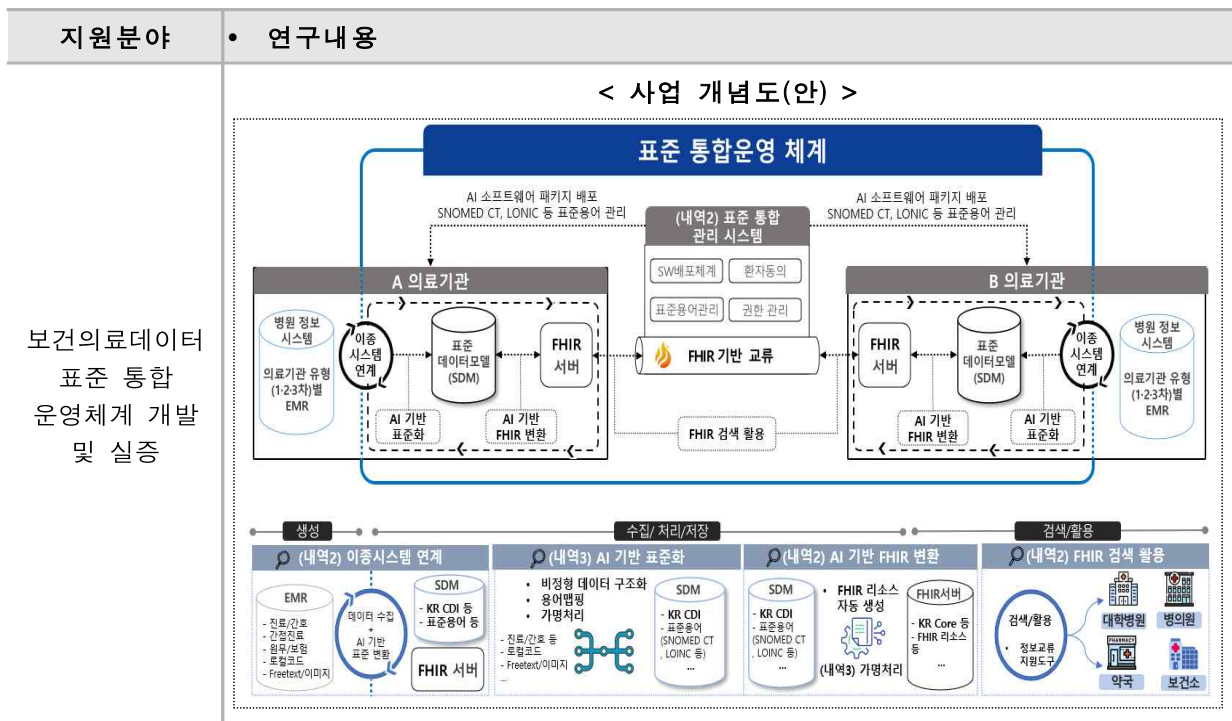 지원분야
• 연구내용
보건의료데이터
표준 통합
운영체계 개발
및 실증
< 사업 개념도(안) >
표준 통합운영 체계
AI 소프트웨어 패키지 배포
SNOMED CT, LONIC 등 표준용어 관리
(내역2) 표준 통합
관리 시스템
SW배포체계
환자동의
표준용어관리
권한 관리
AI 소프트웨어 패키지 배포
SNOMED CT, LONIC 등 표준용어 관리
A 의료기관
병원 정보
시스템
의료기관 유형
(1·2·3차)별
EMR
이종
시스템
연계
표준
데이터모델
(SDM)
FHIR
서버
AI 기반
표준화
AI 기반
FHIR 변환
FHIR 기반 교류
FHIR 검색 활용
B 의료기관
FHIR
서버
표준
데이터모델
(SDM)
이종
시스템
연계
병원 정보
시스템
의료기관 유형
(1·2·3차)별
EMR
AI 기반
FHIR 변환
AI 기반
표준화
생성
수집/ 처리/저장
검색/활용
(내역2) 이종시스템 연계
EMR
- 진료/간호
- 간접진료
- 원무/보험
- 로컬코드
- Freetext/이미지
데이터 수집
+
AI 기반
표준 변환
SDM
- KR CDI 등
- 표준용어 등
FHIR 서버
(내역3) AI 기반 표준화
• 비정형 데이터 구조화
• 용어맵핑
• 가명처리
- 진료/간호 등
- 로컬코드
- Freetext/이미지
...
SDM
- KR CDI
- 표준용어
(SNOMED CT
, LOINC 등)
...
(내역2) AI 기반 FHIR 변환
SDM
- KR CDI
- 표준용어
(SNOMED CT
, LOINC 등)
...
• FHIR 리소스
자동 생성
(내역3) 가명처리
FHIR서버
- KR Core 등
- FHIR 리소스
등
...
(내역2) FHIR 검색 활용
검색/활용
• 정보교류
지원도구
대학병원
병의원
PHARMACY
약국
보건소